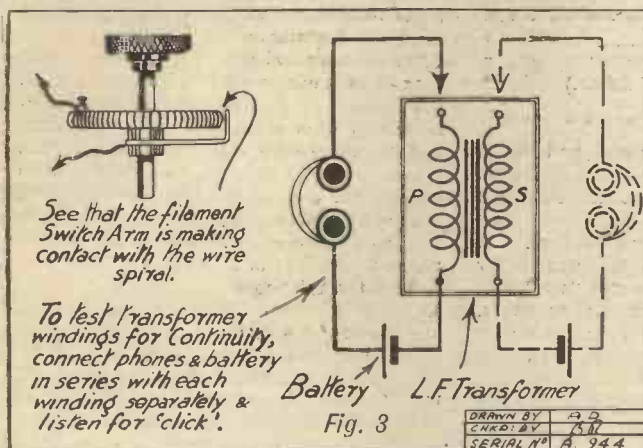 See that the filament
Switch Arm is making
contact with the wire
spiral.
To test transformer
windings for Continuity,
connect phones & battery
in series with each
winding separately &
listen for 'click'.
P
S
Battery
L.F. Transformer
Fig. 3
DRAWN BY
CHKD: BY
SERIAL Nº A. 944